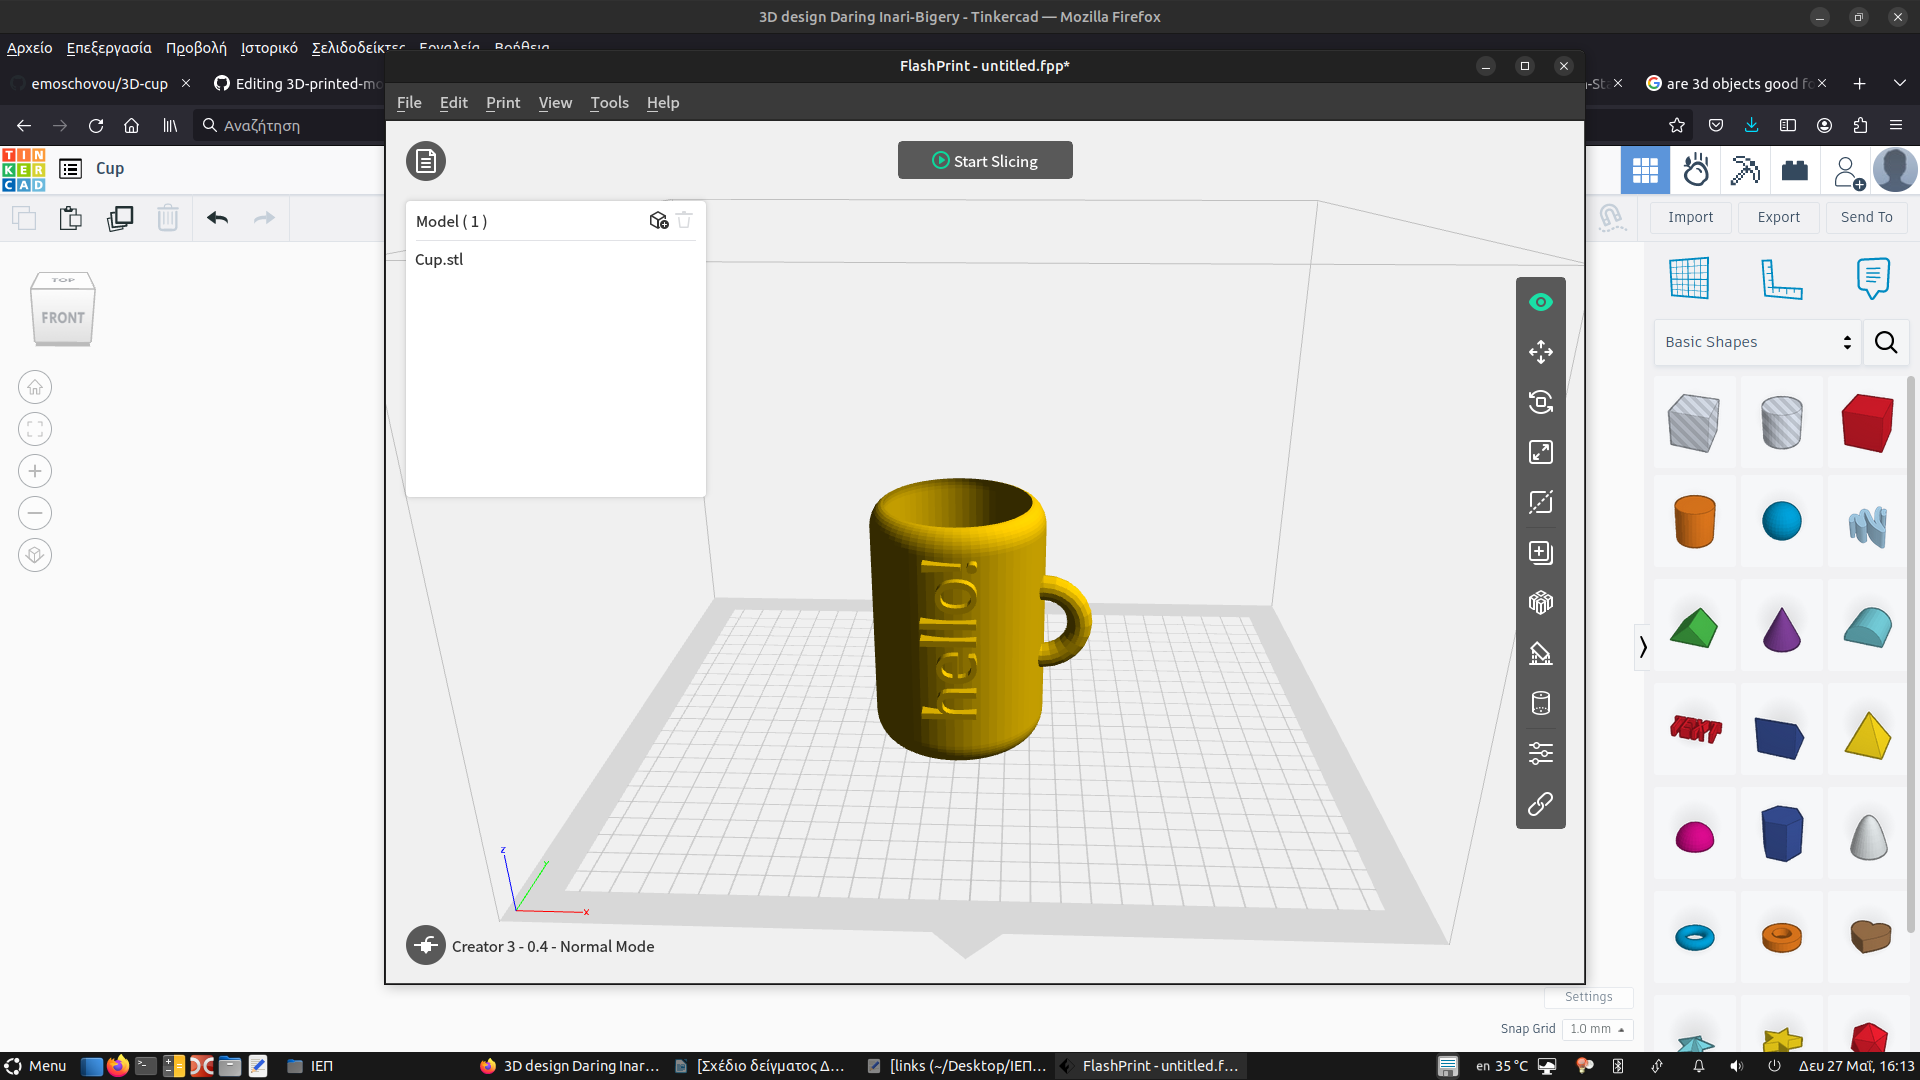 3D design Daring Inari-Bigery - Tinkercad — Mozilla Firefox
Αρχείο Επεξεργασία Προβολή Ιστορικό Σελιδοδείκτες Εργαλεία Βοήθεια
emoschovou/3D-cup
Editing 3D-printed-mo
are 3d objects good fo
Αναζήτηση
FlashPrint - untitled.fpp*
File Edit Print View Tools Help
Start Slicing
TINKERCAD
Cup
Import Export Send To
Model ( 1 )
Cup.stl
TOP
FRONT
Basic Shapes
TEXT
hello!
z
y
x
Creator 3 - 0.4 - Normal Mode
Settings
Snap Grid 1.0 mm
Menu
ΙΕΠ
3D design Daring Inar...
[Σχέδιο δείγματος Δ...
[links (~/Desktop/ΙΕΠ...
FlashPrint - untitled.f...
en 35 °C
Δευ 27 Μαΐ, 16:13